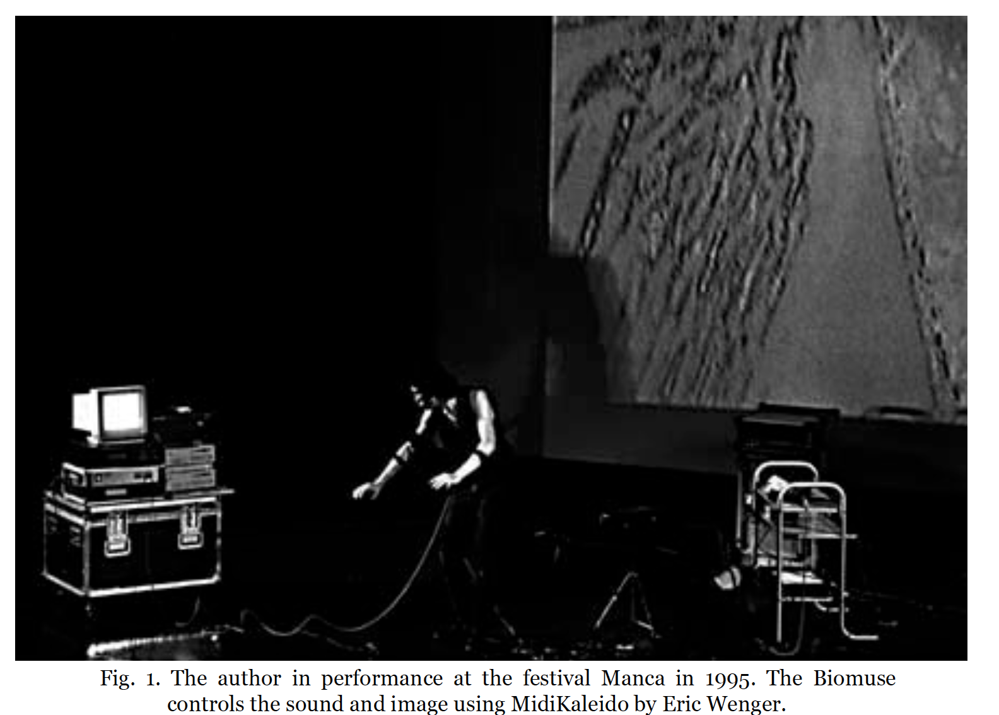 Fig. 1. The author in performance at the festival Manca in 1995. The Biomuse
controls the sound and image using MidiKaleido by Eric Wenger.